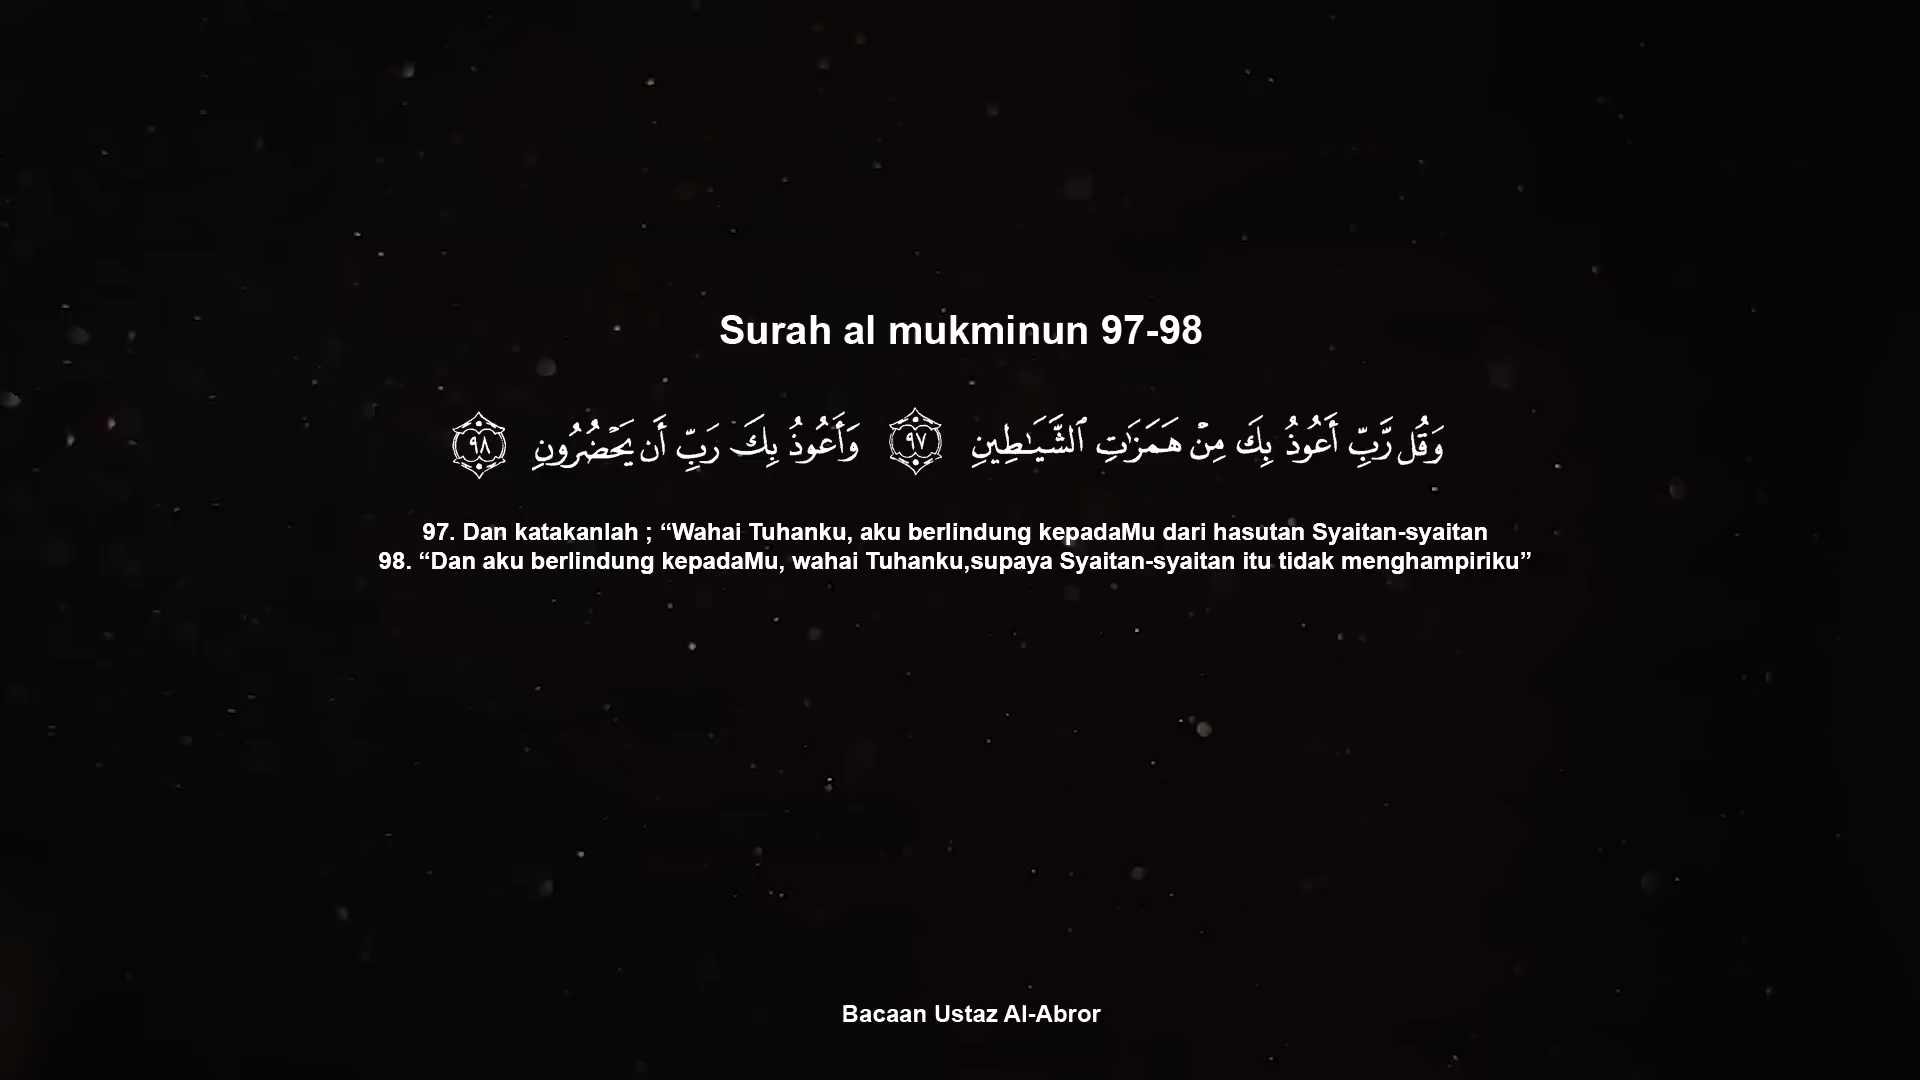 Surah al mukminun 97-98
وَقُل رَّبِّ أَعُوذُ بِكَ مِنْ هَمَزَٰتِ ٱلشَّيَـٰطِينِ ٩٧ وَأَعُوذُ بِكَ رَبِّ أَن يَحْضُرُونِ ٩٨
97. Dan katakanlah ; “Wahai Tuhanku, aku berlindung kepadaMu dari hasutan Syaitan-syaitan
98. “Dan aku berlindung kepadaMu, wahai Tuhanku,supaya Syaitan-syaitan itu tidak menghampiriku”
Bacaan Ustaz Al-Abror